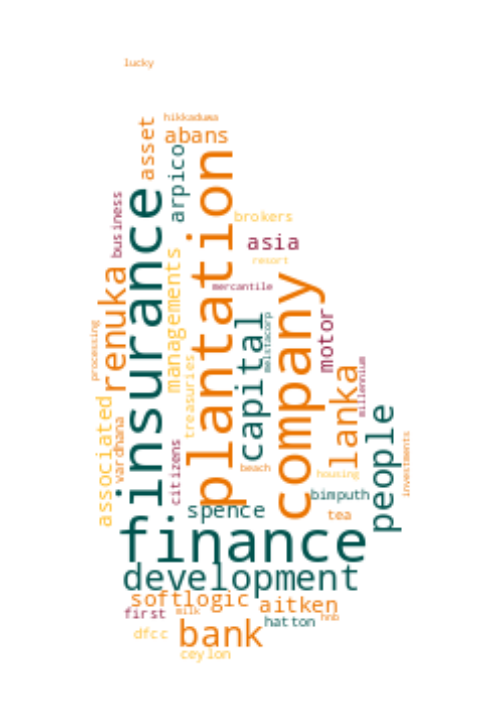 lucky
hikkaduwa
abans
asset
arpico
business
insurance
plantation
brokers
asia
resort
mercantile
renuka
managements
company
capital
melstacorp
motor
processing
treasuries
lanka
millennium
associated
vardhana
citizens
people
investments
beach
housing
bimputh
spence
tea
finance
development
softlogic
aitken
first
milk
hatton
hnb
dfcc
bank
ceylon